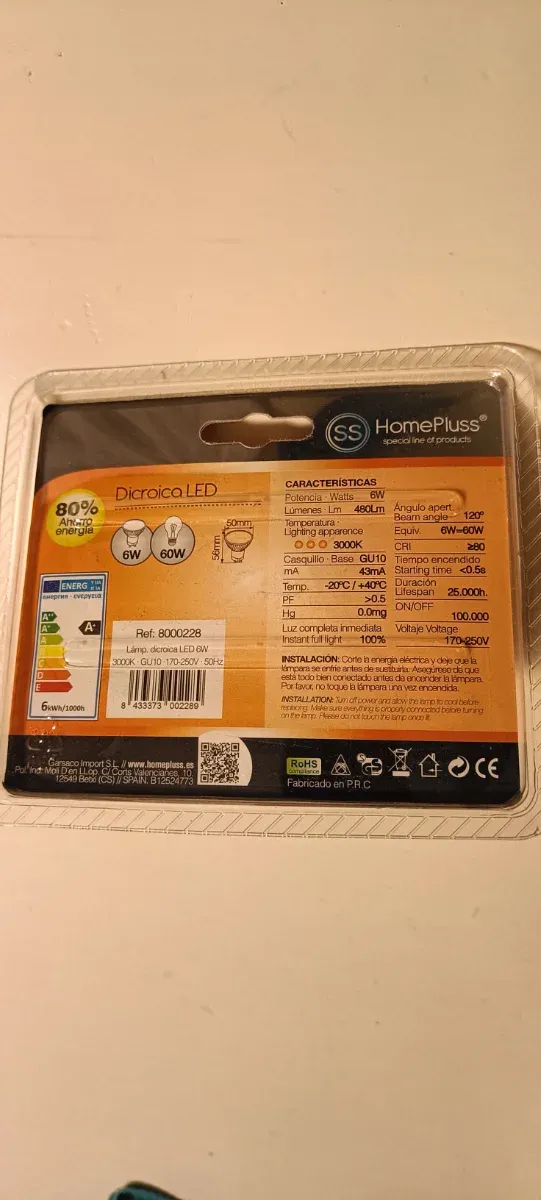 SS HomePluss®
special line of products
80%
Ahorro
energía
Dicroica LED
6W
60W
50mm
56mm
CARACTERÍSTICAS
Potencia · Watts 6W
Lúmenes · Lm 480Lm
Temperatura ·
Lighting apparence
3000K
Casquillo · Base GU10
mA 43mA
Temp. -20ºC / +40ºC
PF >0.5
Hg 0.0mg
Luz completa inmediata
Instant full light 100%
Ángulo apert.
Beam angle 120º
Equiv. 6W=60W
CRI ≥80
Tiempo encendido
Starting time <0.5s
Duración
Lifespan 25.000h.
ON/OFF
100.000
Voltaje Voltage
170-250V
ENERG
A++
A+
A
B
C
D
E
A+
6 kWh/1000h
Ref: 8000228
Lámp. dicroica LED 6W
3000K · GU10 170-250V · 50Hz
8 433373 002289
INSTALACIÓN: Corte la energía eléctrica y deje que la
lámpara se enfríe antes de sustituirla. Asegúrese de que
está todo bien conectado antes de encender la lámpara.
Por favor, no toque la lámpara una vez encendida.
INSTALLATION: Turn off power and allow the lamp to cool before
replacing. Make sure everything is properly connected before turning
on the lamp. Please do not touch the lamp once lit.
Garsaco Import S.L. // www.homepluss.es
Pol. Ind. Molí D'en LLop. C/ Corts Valencianes, 10
12549 Betxí (CS) // SPAIN. B12524773
RoHS
compliance
CE
Fabricado en P.R.C